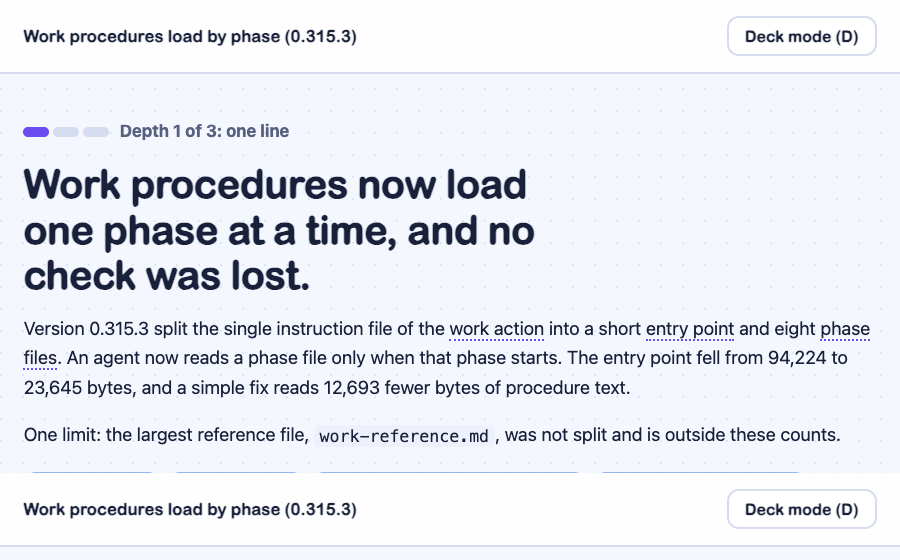 Work procedures load by phase (0.315.3)
Deck mode (D)
Depth 1 of 3: one line
Work procedures now load
one phase at a time, and no
check was lost.
Version 0.315.3 split the single instruction file of the work action into a short entry point and eight phase
files. An agent now reads a phase file only when that phase starts. The entry point fell from 94,224 to
23,645 bytes, and a simple fix reads 12,693 fewer bytes of procedure text.
One limit: the largest reference file, work-reference.md , was not split and is outside these counts.
Work procedures load by phase (0.315.3)
Deck mode (D)